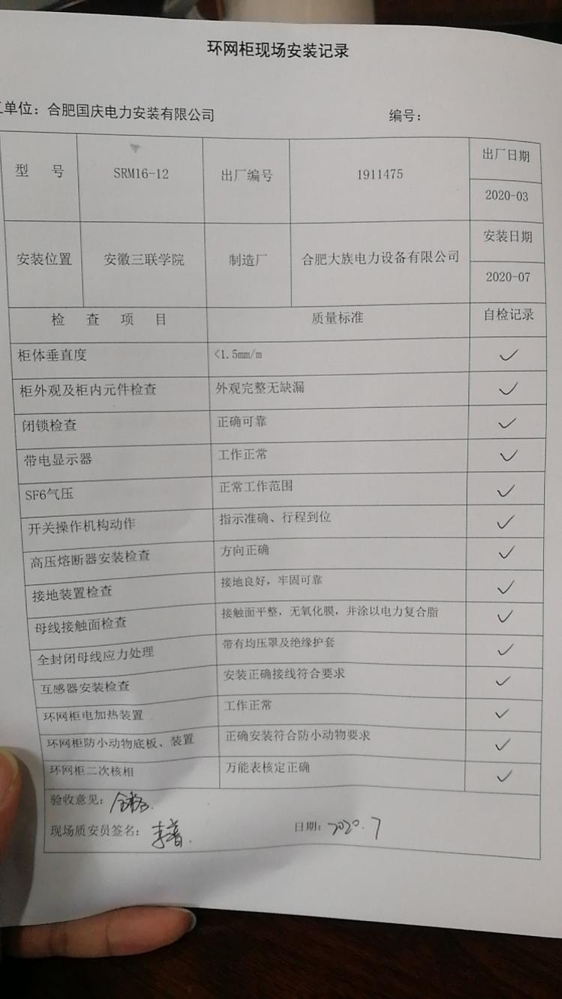 环网柜现场安装记录
工单位：合肥国庆电力安装有限公司 编号：
型 号 SRM16-12 出厂编号 1911475 出厂日期
2020-03
安装位置 安徽三联学院 制造厂 合肥大族电力设备有限公司 安装日期
2020-07
检 查 项 目 质量标准 自检记录
柜体垂直度 <1.5mm/m ✓
柜外观及柜内元件检查 外观完整无缺漏 ✓
闭锁检查 正确可靠 ✓
带电显示器 工作正常 ✓
SF6气压 正常工作范围 ✓
开关操作机构动作 指示准确、行程到位 ✓
高压熔断器安装检查 方向正确 ✓
接地装置检查 接地良好，牢固可靠 ✓
母线接触面检查 接触面平整，无氧化膜，并涂以电力复合脂 ✓
全封闭母线应力处理 带有均压罩及绝缘护套 ✓
互感器安装检查 安装正确接线符合要求 ✓
环网柜电加热装置 工作正常 ✓
环网柜防小动物底板、装置 正确安装符合防小动物要求 ✓
环网柜二次核相 万能表核定正确 ✓
验收意见：合格
现场质安员签名： 日期：2020.7